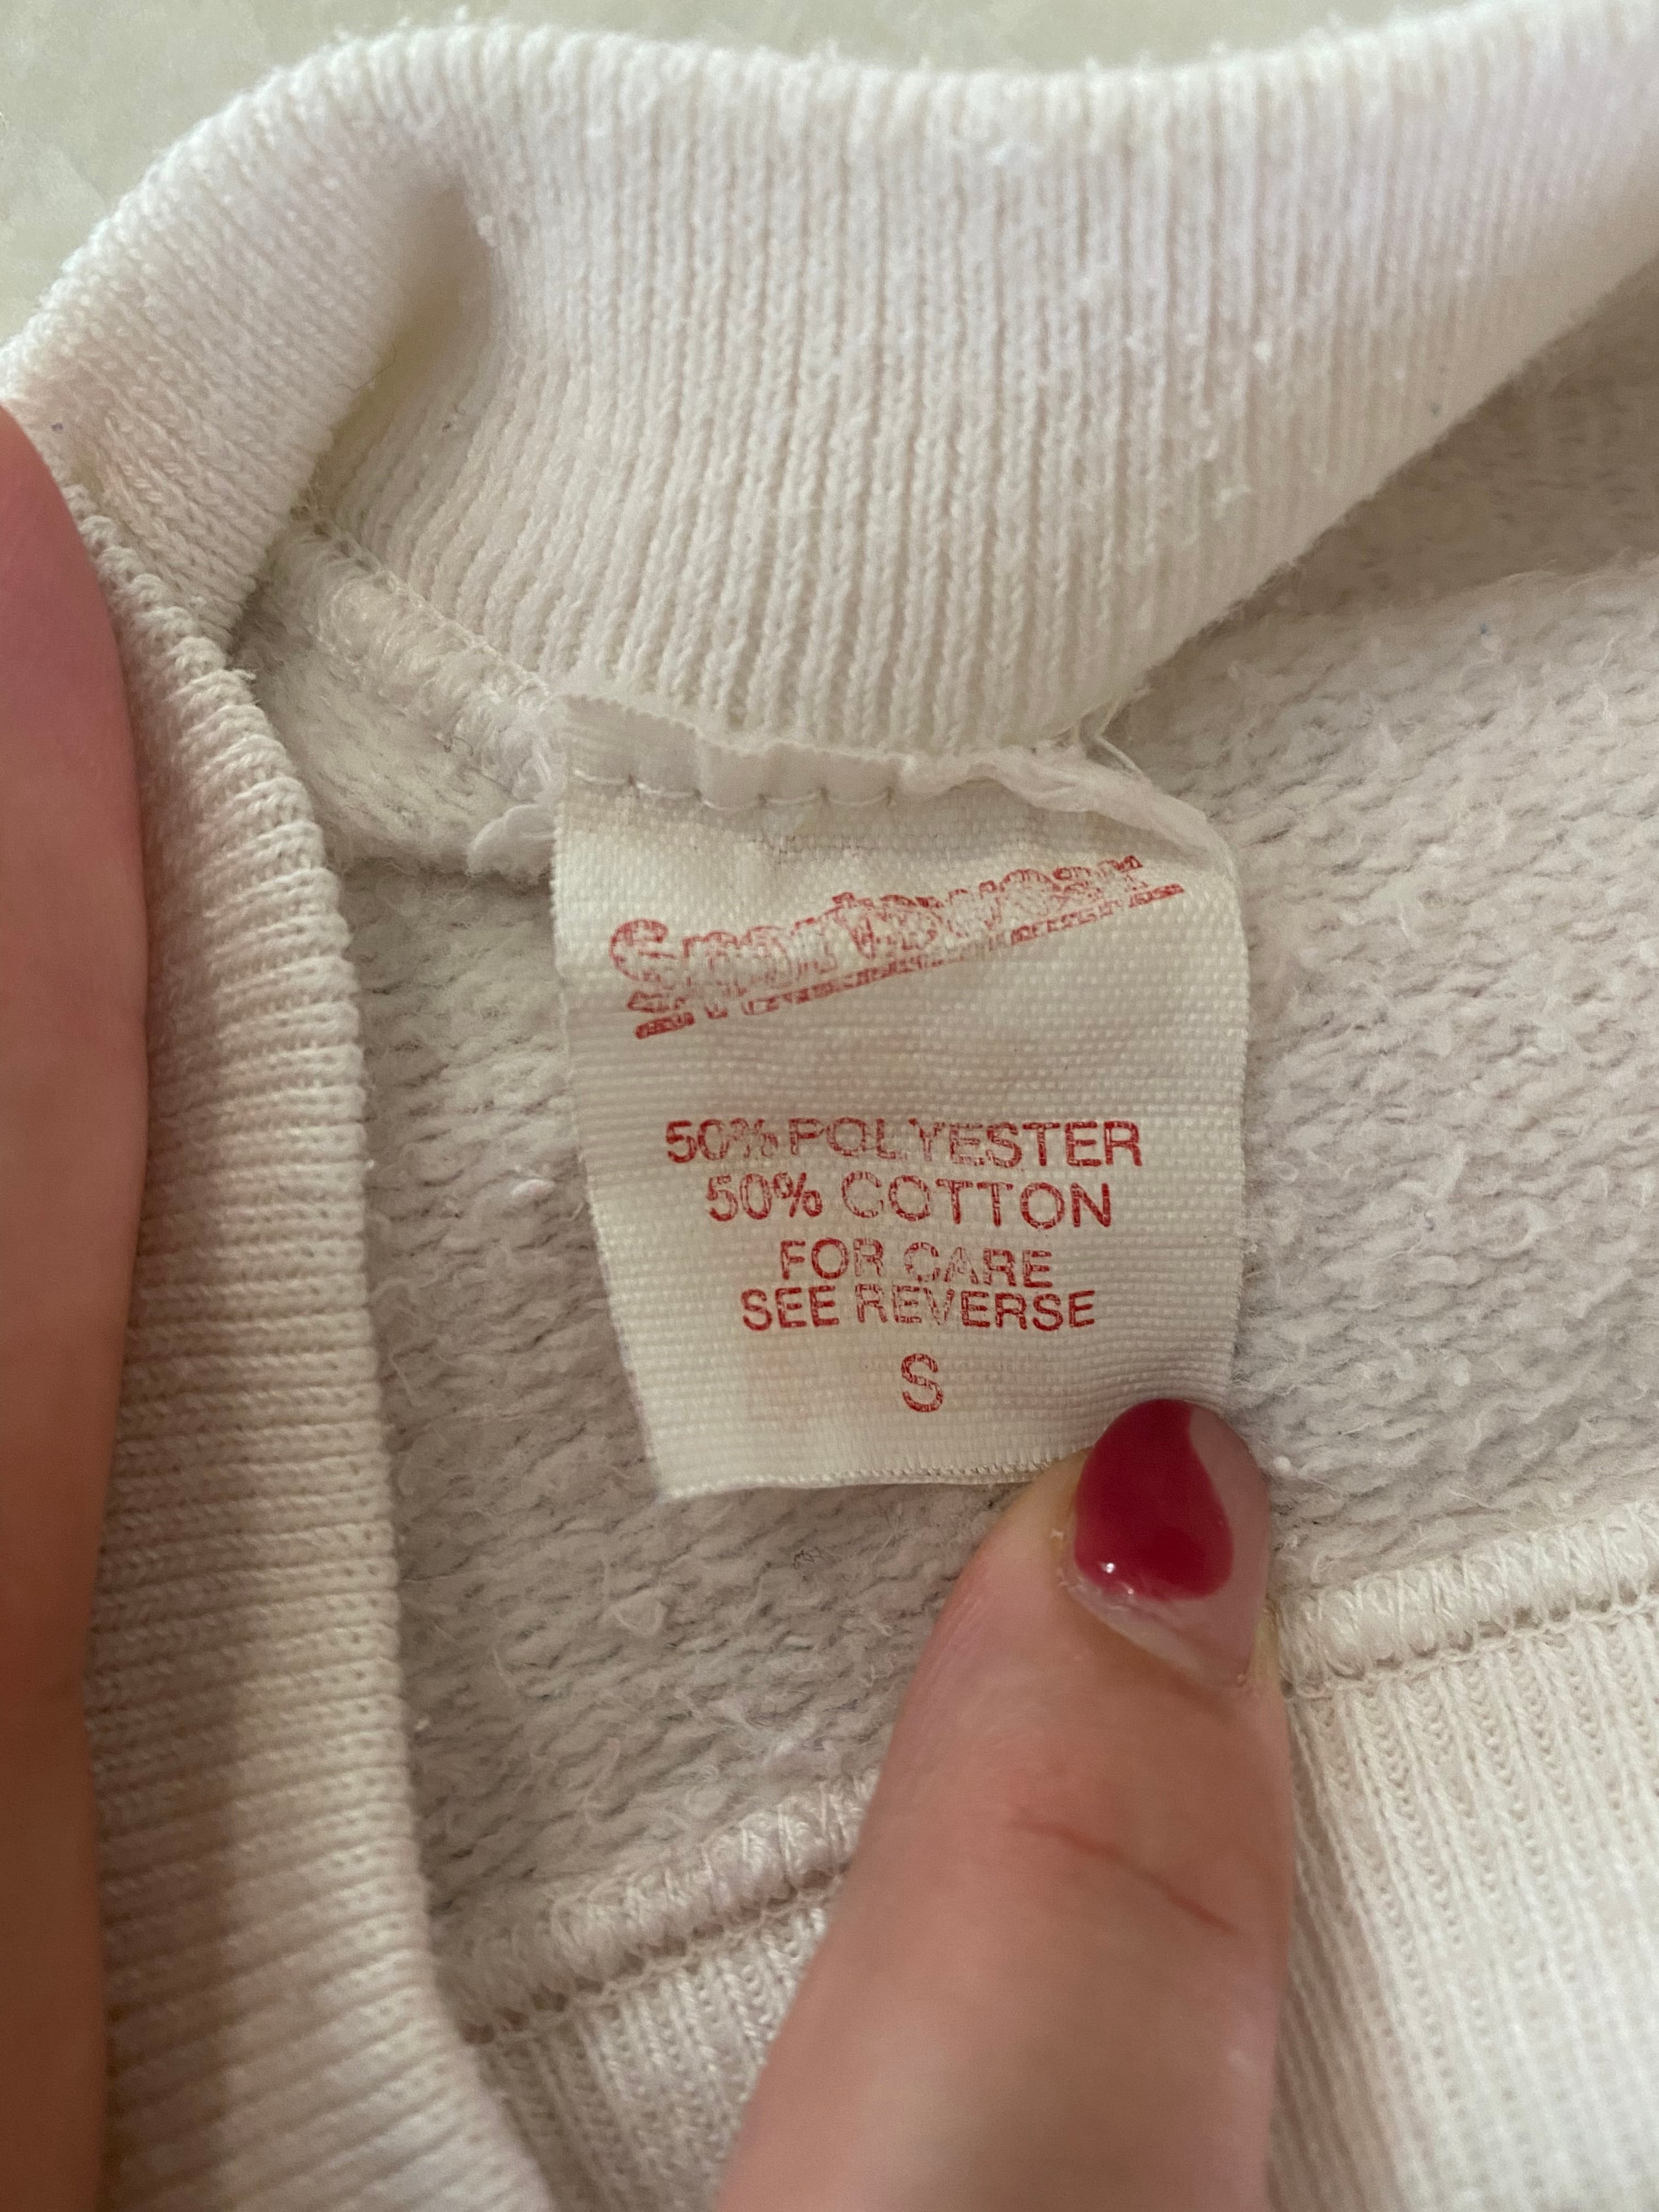 50% POLYESTER
50% COTTON
FOR CARE
SEE REVERSE
S